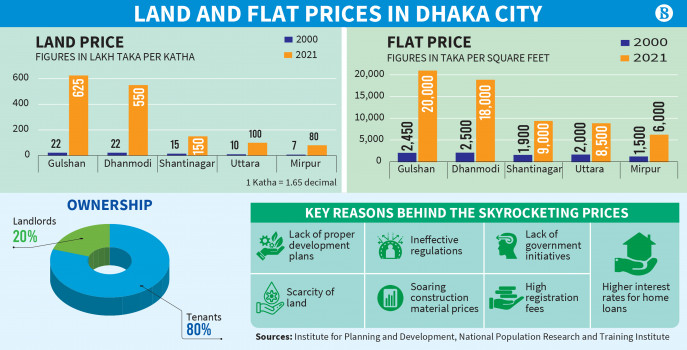 LAND AND FLAT PRICES IN DHAKA CITY
B
LAND PRICE
FIGURES IN LAKH TAKA PER KATHA
2000
2021
600
400
200
0
22
625
22
550
15
150
10
100
7
80
Gulshan
Dhanmodi
Shantinagar
Uttara
Mirpur
1 Katha = 1.65 decimal
FLAT PRICE
FIGURES IN TAKA PER SQUARE FEET
2000
2021
20,000
15,000
10,000
5,000
0
2,450
20,000
2,500
18,000
1,900
9,000
2,000
8,500
1,500
6,000
Gulshan
Dhanmodi
Shantinagar
Uttara
Mirpur
OWNERSHIP
Landlords
20%
Tenants
80%
KEY REASONS BEHIND THE SKYROCKETING PRICES
Lack of proper
development
plans
Ineffective
regulations
Lack of
government
initiatives
Scarcity of
land
Soaring
construction
material prices
High
registration
fees
Higher interest
rates for home
loans
Sources: Institute for Planning and Development, National Population Research and Training Institute